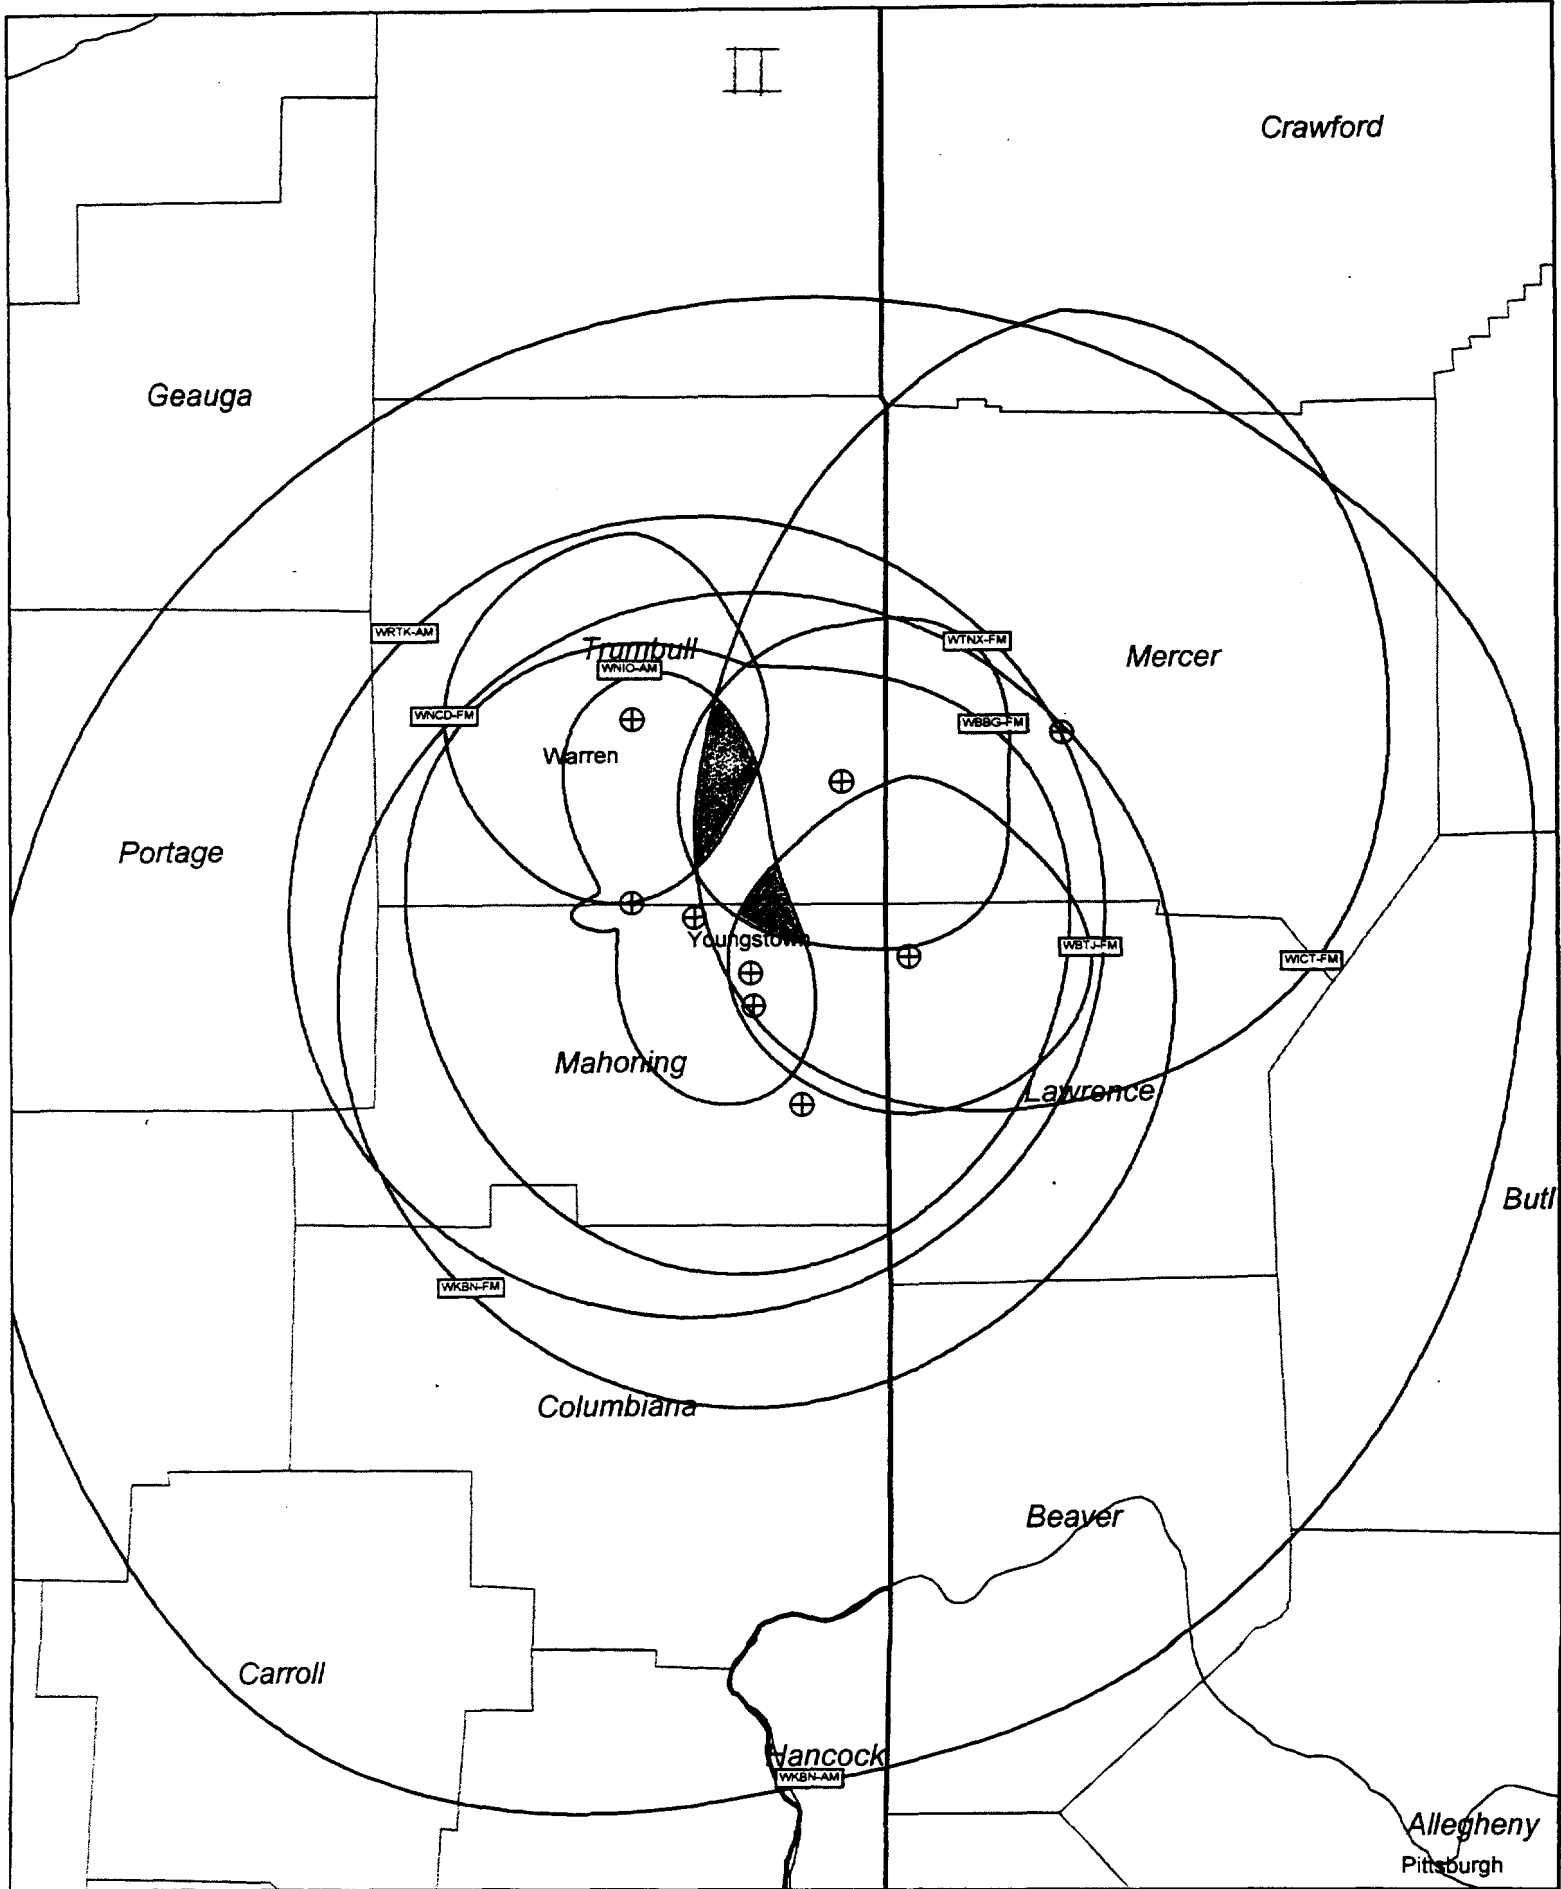 II
Crawford
Geauga
WRTK-AM
Trumbull
WTNX-FM
Mercer
WNIO-AM
WNCD-FM
WBBG-FM
Warren
Portage
Youngstown
WBTJ-FM
WICT-FM
Mahoning
Lawrence
Butl
WKBN-FM
Columbiana
Beaver
Carroll
Hancock
WKBN-AM
Allegheny
Pittsburgh